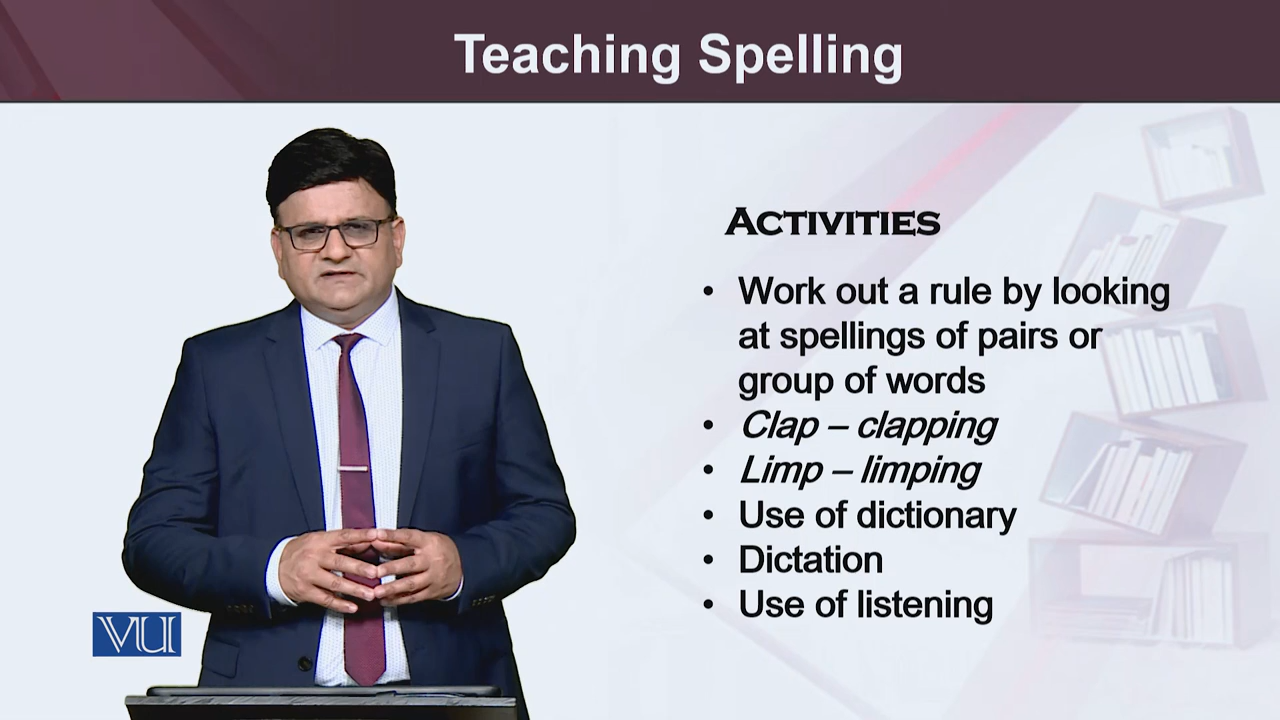 Teaching Spelling
ACTIVITIES
• Work out a rule by looking
at spellings of pairs or
group of words
• Clap – clapping
• Limp – limping
• Use of dictionary
• Dictation
• Use of listening
VU